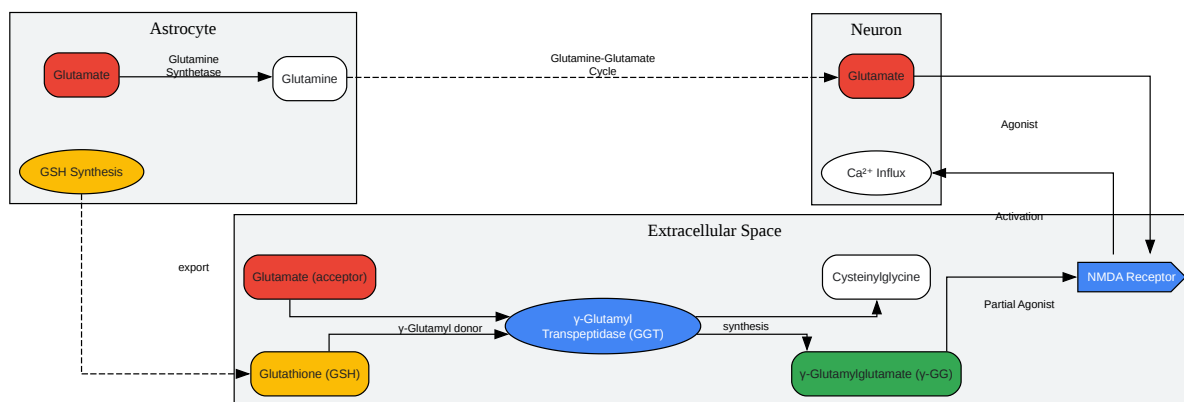 Astrocyte
Neuron
Glutamine
Synthetase
Glutamine-Glutamate
Cycle
Glutamate
Glutamine
Glutamate
Agonist
GSH Synthesis
Ca²⁺ Influx
Activation
Extracellular Space
export
Glutamate (acceptor)
Cysteinylglycine
NMDA Receptor
Partial Agonist
γ-Glutamyl donor
γ-Glutamyl
Transpeptidase (GGT)
synthesis
Glutathione (GSH)
γ-Glutamylglutamate (γ-GG)